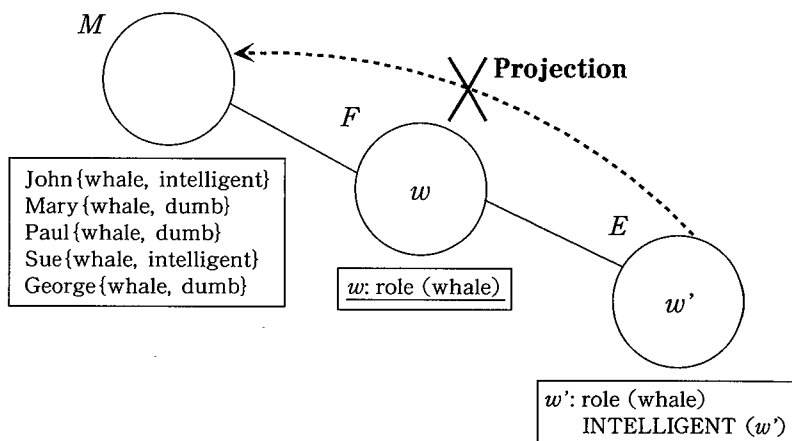 M
Projection
F
John{whale, intelligent}
Mary{whale, dumb}
Paul{whale, dumb}
Sue{whale, intelligent}
George{whale, dumb}
w
w: role (whale)
E
w'
w': role (whale)
INTELLIGENT (w')